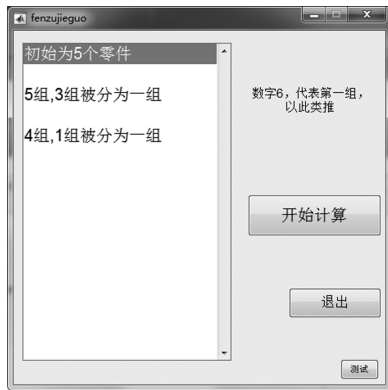 fenzujieguo
初始为5个零件
5组,3组被分为一组
4组,1组被分为一组
数字6，代表第一组，
以此类推
开始计算
退出
测试